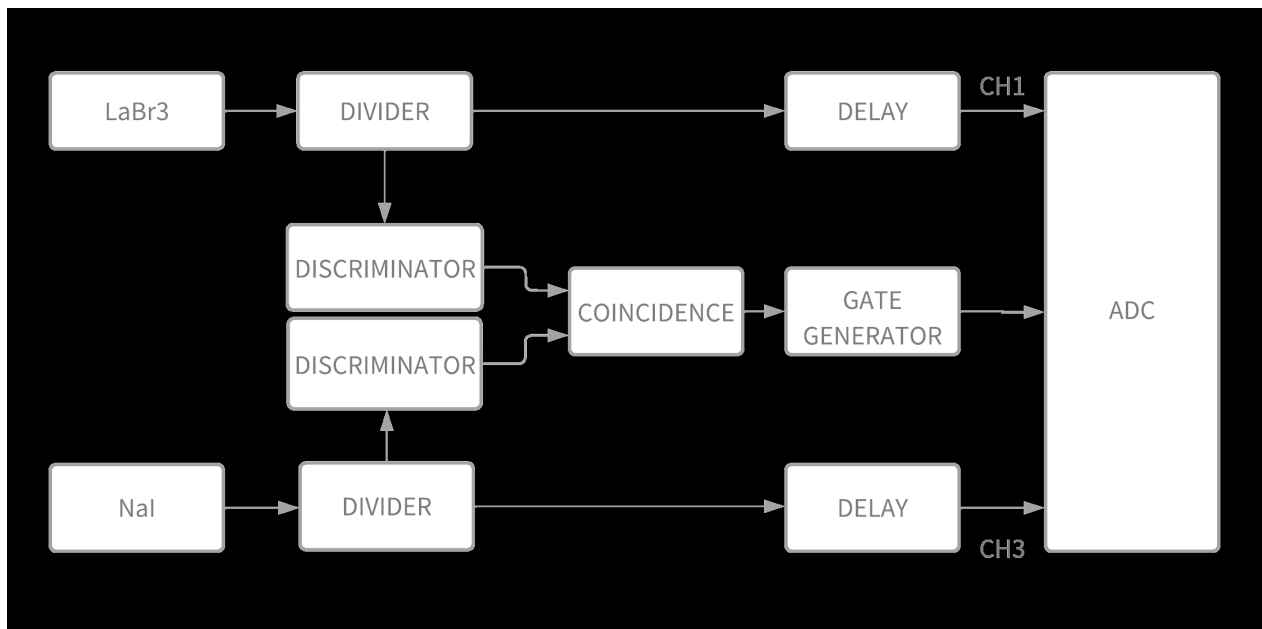 CH1
LaBr3
DIVIDER
DELAY
DISCRIMINATOR
COINCIDENCE
GATE
GENERATOR
ADC
DISCRIMINATOR
NaI
DIVIDER
DELAY
CH3